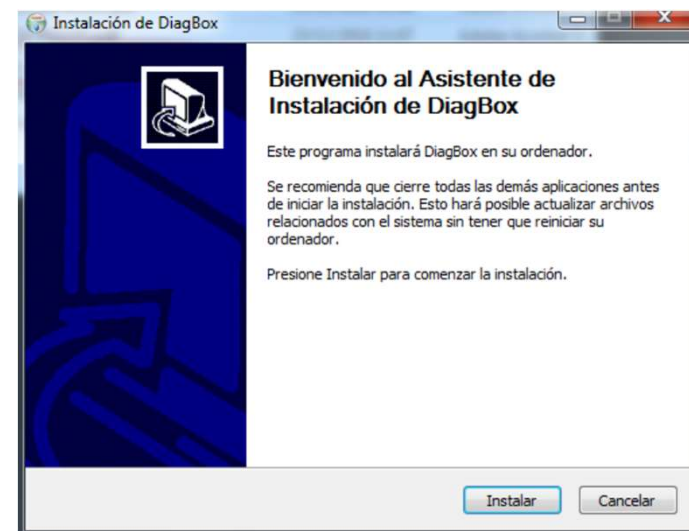 Instalación de DiagBox
Bienvenido al Asistente de
Instalación de DiagBox
Este programa instalará DiagBox en su ordenador.
Se recomienda que cierre todas las demás aplicaciones antes
de iniciar la instalación. Esto hará posible actualizar archivos
relacionados con el sistema sin tener que reiniciar su
ordenador.
Presione Instalar para comenzar la instalación.
Instalar
Cancelar